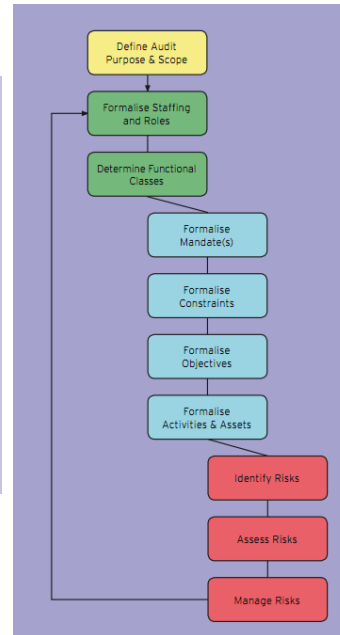 Define Audit
Purpose & Scope
Formalise Staffing
and Roles
Determine Functional
Classes
Formalise
Mandate(s)
Formalise
Constraints
Formalise
Objectives
Formalise
Activities & Assets
Identify Risks
Assess Risks
Manage Risks